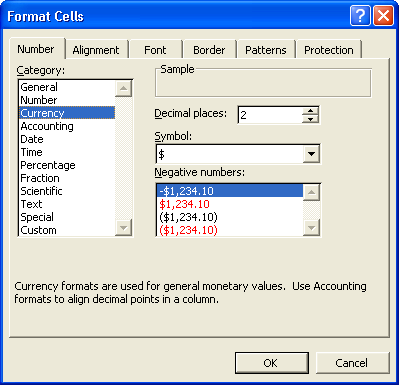 Format Cells
Number Alignment Font Border Patterns Protection
Category:
General
Number
Currency
Accounting
Date
Time
Percentage
Fraction
Scientific
Text
Special
Custom
Sample
Decimal places: 2
Symbol:
$
Negative numbers:
-$1,234.10
$1,234.10
($1,234.10)
($1,234.10)
Currency formats are used for general monetary values. Use Accounting
formats to align decimal points in a column.
OK Cancel